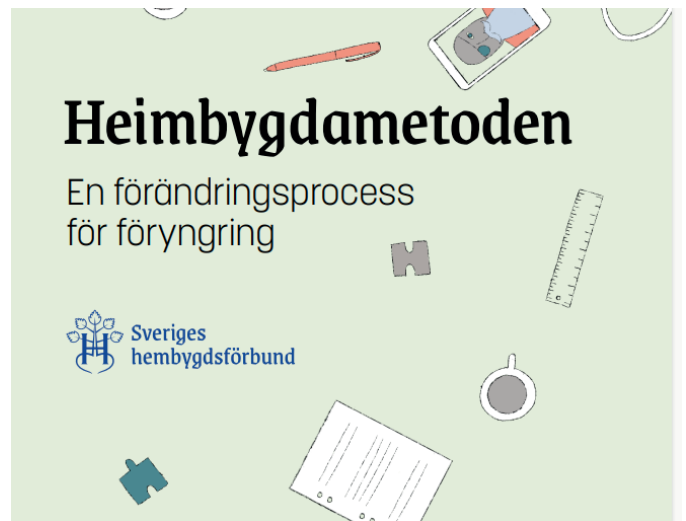 Heimbygdametoden
En förändringsprocess
för föryngring
Sveriges
hembygdsförbund